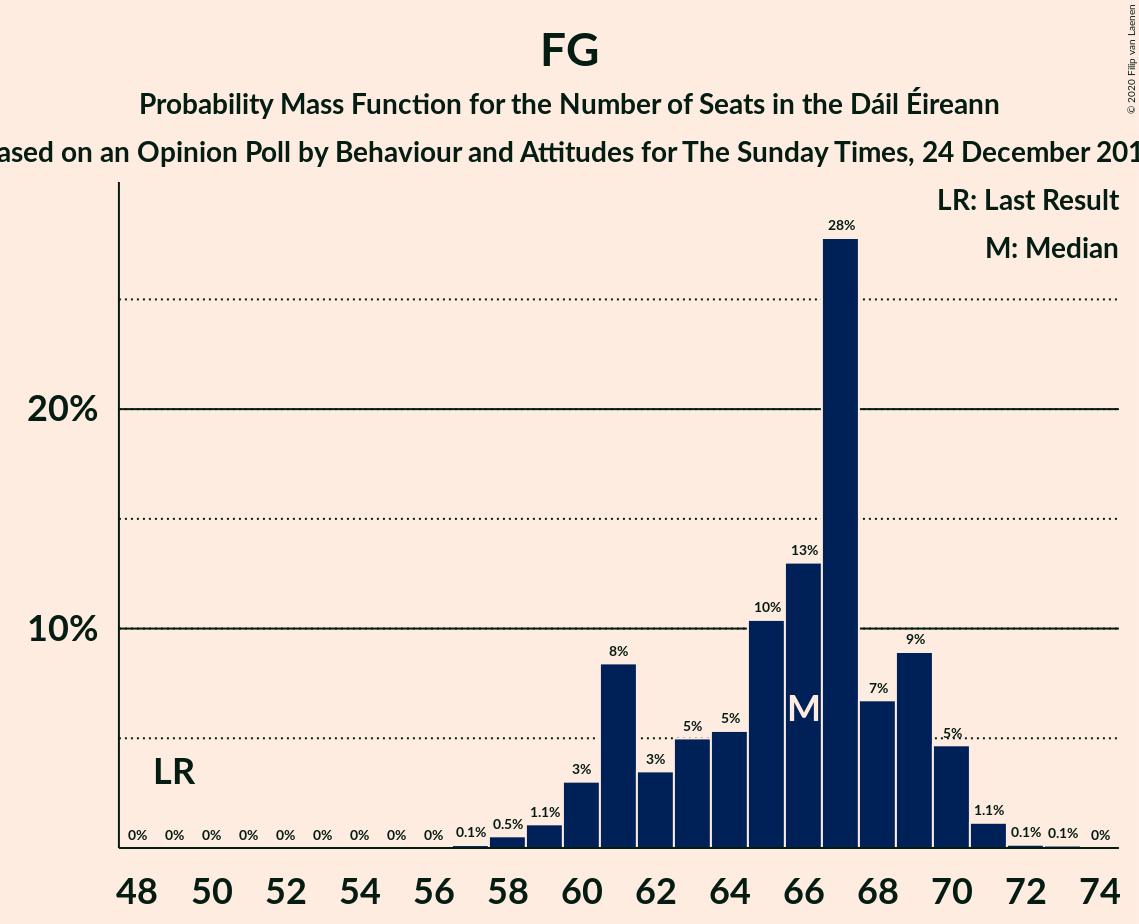 FG
Probability Mass Function for the Number of Seats in the Dáil Éireann
ased on an Opinion Poll by Behaviour and Attitudes for The Sunday Times, 24 December 201
© 2020 Filip van Laenen
LR: Last Result
M: Median
28%
20%
13%
10%
10%
9%
8%
7%
5%
5%
5%
3%
3%
M
LR
0% 0% 0% 0% 0% 0% 0% 0% 0% 0.1% 0.5% 1.1% 1.1% 0.1% 0.1% 0%
48 50 52 54 56 58 60 62 64 66 68 70 72 74